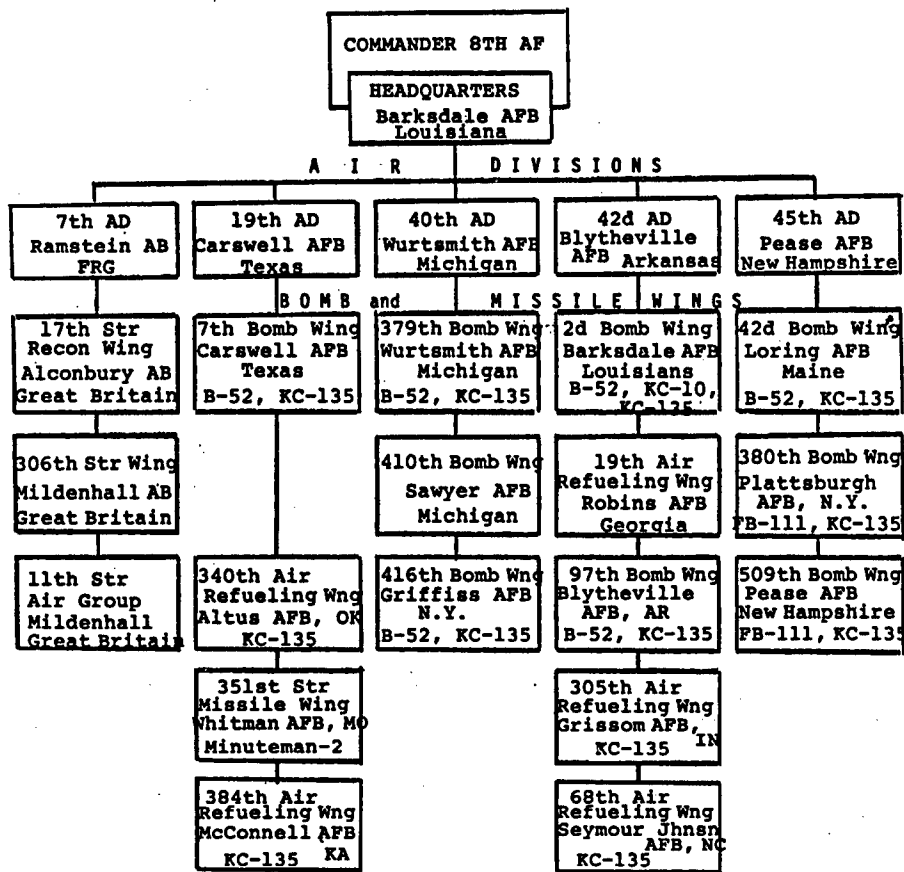 COMMANDER 8TH AF
HEADQUARTERS
Barksdale AFB
Louisiana
AIR DIVISIONS
7th AD
Ramstein AB
FRG
19th AD
Carswell AFB
Texas
40th AD
Wurtsmith AFB
Michigan
42d AD
Blytheville
AFB Arkansas
45th AD
Pease AFB
New Hampshire
BOMB and MISSILE WINGS
17th Str
Recon Wing
Alconbury AB
Great Britain
7th Bomb Wing
Carswell AFB
Texas
B-52, KC-135
379th Bomb Wng
Wurtsmith AFB
Michigan
B-52, KC-135
2d Bomb Wing
Barksdale AFB
Louisians
B-52, KC-10,
KC-135
42d Bomb Wing
Loring AFB
Maine
B-52, KC-135
306th Str Wing
Mildenhall AB
Great Britain
410th Bomb Wng
Sawyer AFB
Michigan
19th Air
Refueling Wng
Robins AFB
Georgia
380th Bomb Wng
Plattsburgh
AFB, N.Y.
FB-111, KC-135
11th Str
Air Group
Mildenhall
Great Britain
340th Air
Refueling Wng
Altus AFB, OK
KC-135
416th Bomb Wng
Griffiss AFB
N.Y.
B-52, KC-135
97th Bomb Wng
Blytheville
AFB, AR
B-52, KC-135
509th Bomb Wng
Pease AFB
New Hampshire
FB-111, KC-135
351st Str
Missile Wing
Whitman AFB, MO
Minuteman-2
305th Air
Refueling Wng
Grissom AFB,
IN
KC-135
384th Air
Refueling Wng
McConnell AFB
KA
KC-135
68th Air
Refueling Wng
Seymour Jhnsn
AFB, NC
KC-135